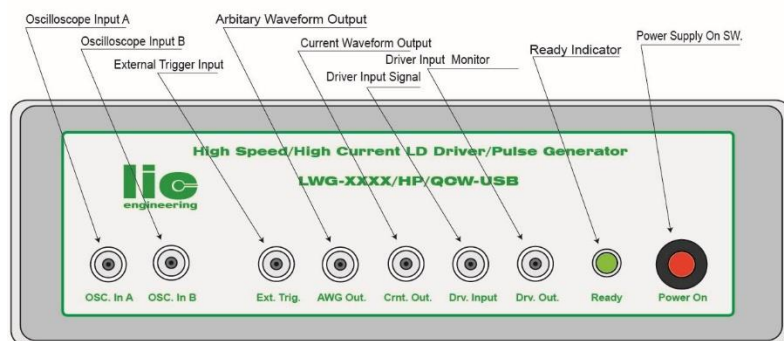 Oscilloscope Input A
Arbitary Waveform Output
Oscilloscope Input B
Current Waveform Output
Power Supply On SW.
External Trigger Input
Driver Input Monitor
Ready Indicator
Driver Input Signal
High Speed/High Current LD Driver/Pulse Generator
lic
engineering
LWG-XXXX/HP/QCW-USB
OSC. In A
OSC. In B
Ext. Trig.
AWG Out.
Crnt. Out.
Drv. Input
Drv. Out.
Ready
Power On